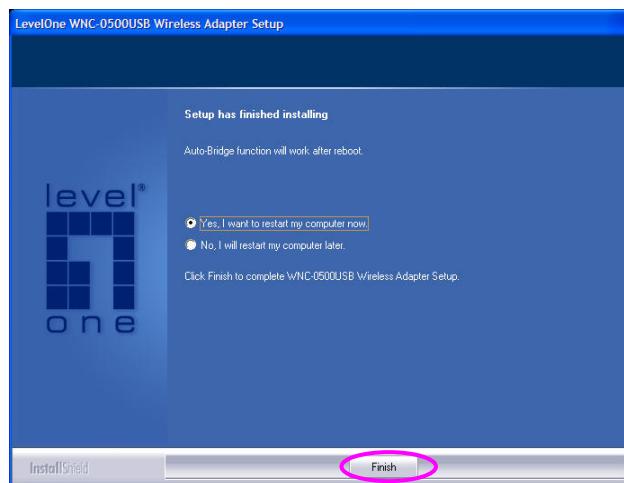 LevelOne WNC-0500USB Wireless Adapter Setup
Setup has finished installing
Auto-Bridge function will work after reboot.
level®
one
Yes, I want to restart my computer now.
No, I will restart my computer later.
Click Finish to complete WNC-0500USB Wireless Adapter Setup.
InstallShield
Finish